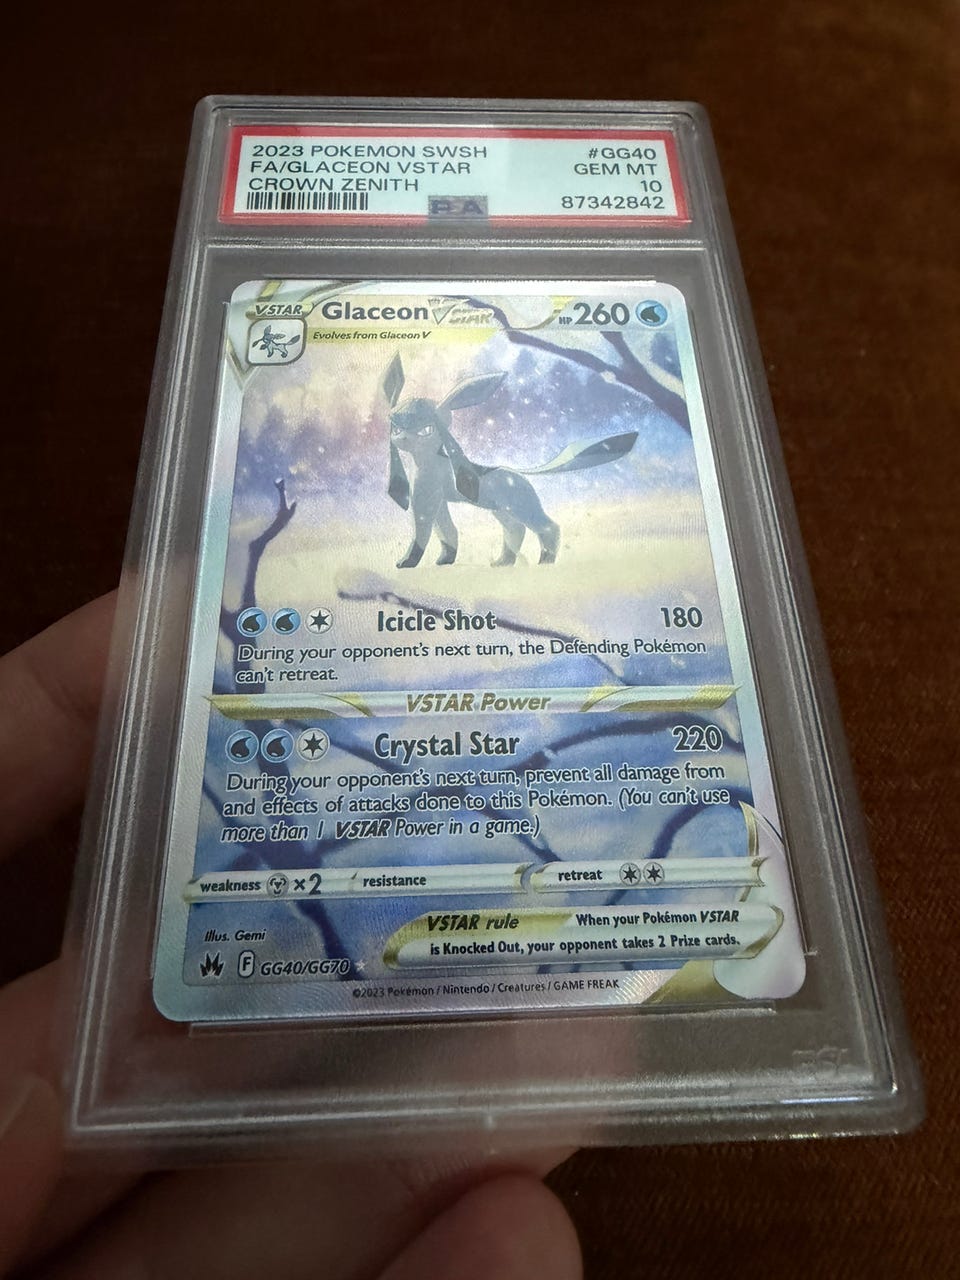 2023 POKEMON SWSH #GG40
FA/GLACEON VSTAR GEM MT
CROWN ZENITH 10
87342842
VSTAR Glaceon VSTAR HP 260
Evolves from Glaceon V
Icicle Shot 180
During your opponent's next turn, the Defending Pokémon
can't retreat.
VSTAR Power
Crystal Star 220
During your opponent's next turn, prevent all damage from
and effects of attacks done to this Pokémon. (You can't use
more than 1 VSTAR Power in a game.)
weakness ×2 resistance retreat
VSTAR rule When your Pokémon VSTAR
is Knocked Out, your opponent takes 2 Prize cards.
Illus. Gemi
F GG40/GG70
©2023 Pokémon / Nintendo / Creatures / GAME FREAK